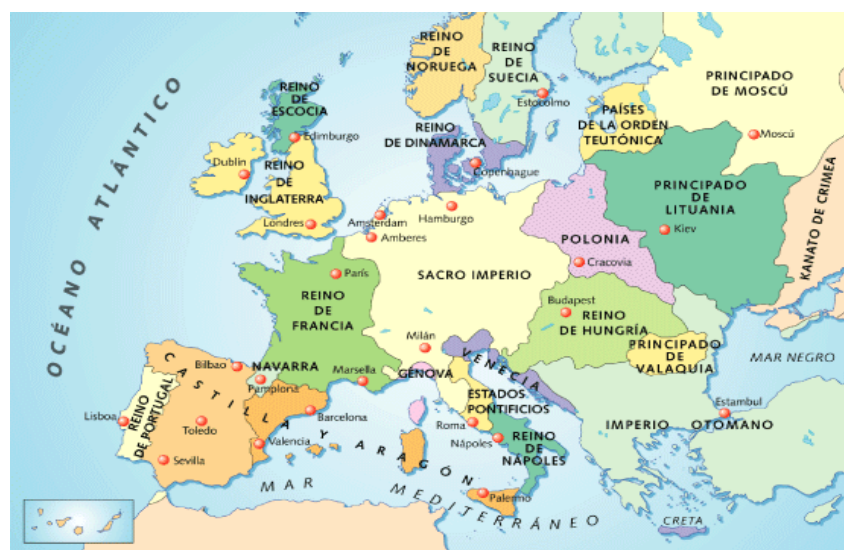 OCÉANO ATLÁNTICO
REINO
DE
NORUEGA
REINO
DE
SUECIA
Estocolmo
PRINCIPADO
DE MOSCÚ
Moscú
PAÍSES
DE LA ORDEN
TEUTÓNICA
REINO
DE
ESCOCIA
Edimburgo
REINO
DE DINAMARCA
Copenhague
Dublín
REINO
DE
INGLATERRA
Londres
Amsterdam
Amberes
Hamburgo
PRINCIPADO
DE
LITUANIA
Kiev
KANATO DE CRIMEA
POLONIA
Cracovia
SACRO IMPERIO
París
REINO
DE
FRANCIA
Budapest
REINO
DE HUNGRÍA
PRINCIPADO
DE
VALAQUIA
MAR NEGRO
Milán
VENECIA
GÉNOVA
Marsella
Bilbao
NAVARRA
Pamplona
CASTILLA Y ARAGÓN
REINO
DE PORTUGAL
Lisboa
Toledo
Sevilla
Barcelona
Valencia
ESTADOS
PONTIFICIOS
Roma
Nápoles
REINO
DE
NÁPOLES
Palermo
Estambul
IMPERIO OTOMANO
MAR MEDITERRÁNEO
CRETA